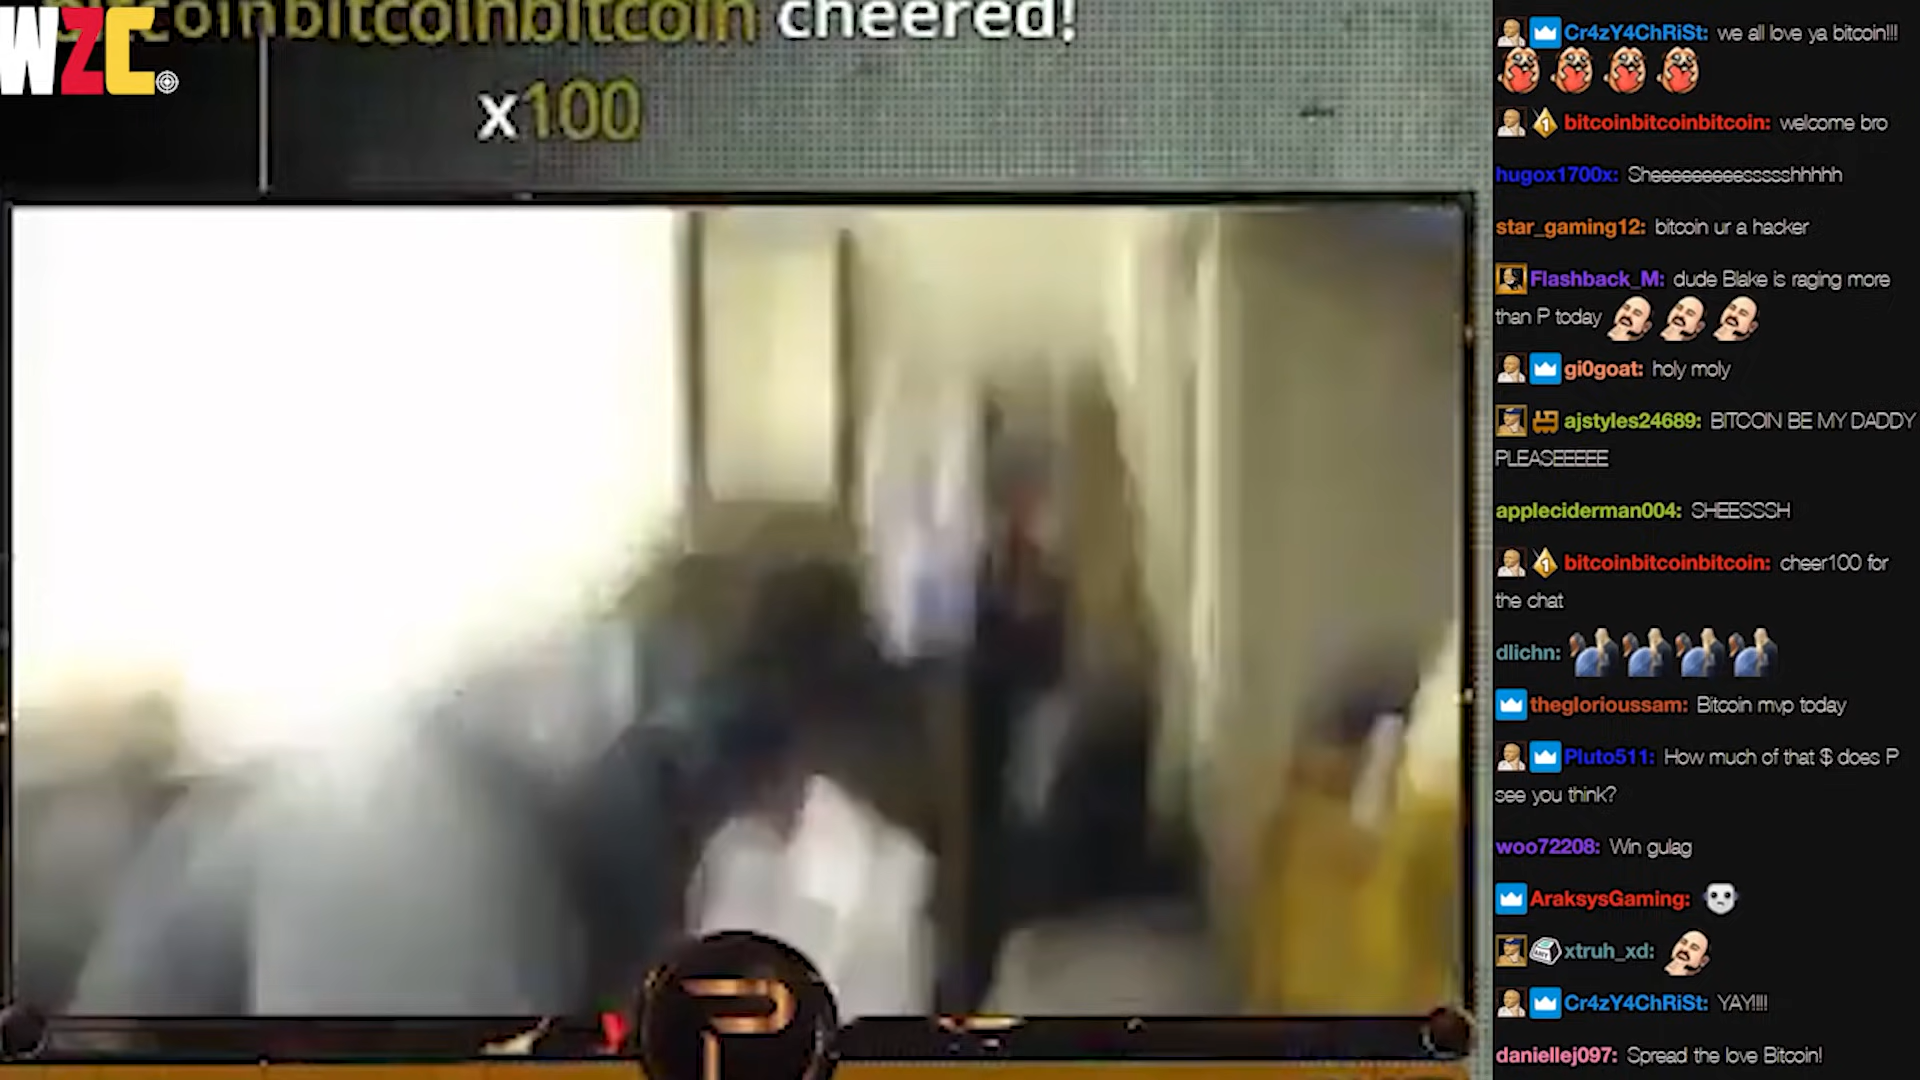 bitcoinbitcoinbitcoin cheered!
WZC
x100
Cr4zY4ChRiSt: we all love ya bitcoin!!!
bitcoinbitcoinbitcoin: welcome bro
hugox1700x: Sheeeeeeeeessssshhhhh
star_gaming12: bitcoin ur a hacker
Flashback_M: dude Blake is raging more
than P today
gi0goat: holy moly
ajstyles24689: BITCOIN BE MY DADDY
PLEASEEEEE
appleciderman004: SHEESSSH
bitcoinbitcoinbitcoin: cheer100 for
the chat
dlichn:
theglorioussam: Bitcoin mvp today
Pluto511: How much of that $ does P
see you think?
woo72208: Win gulag
AraksysGaming:
xtruh_xd:
Cr4zY4ChRiSt: YAY!!!!
daniellej097: Spread the love Bitcoin!
P